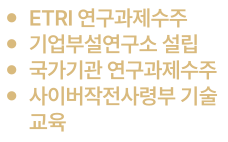 • ETRI 연구과제수주
• 기업부설연구소 설립
• 국가기관 연구과제수주
• 사이버작전사령부 기술
교육